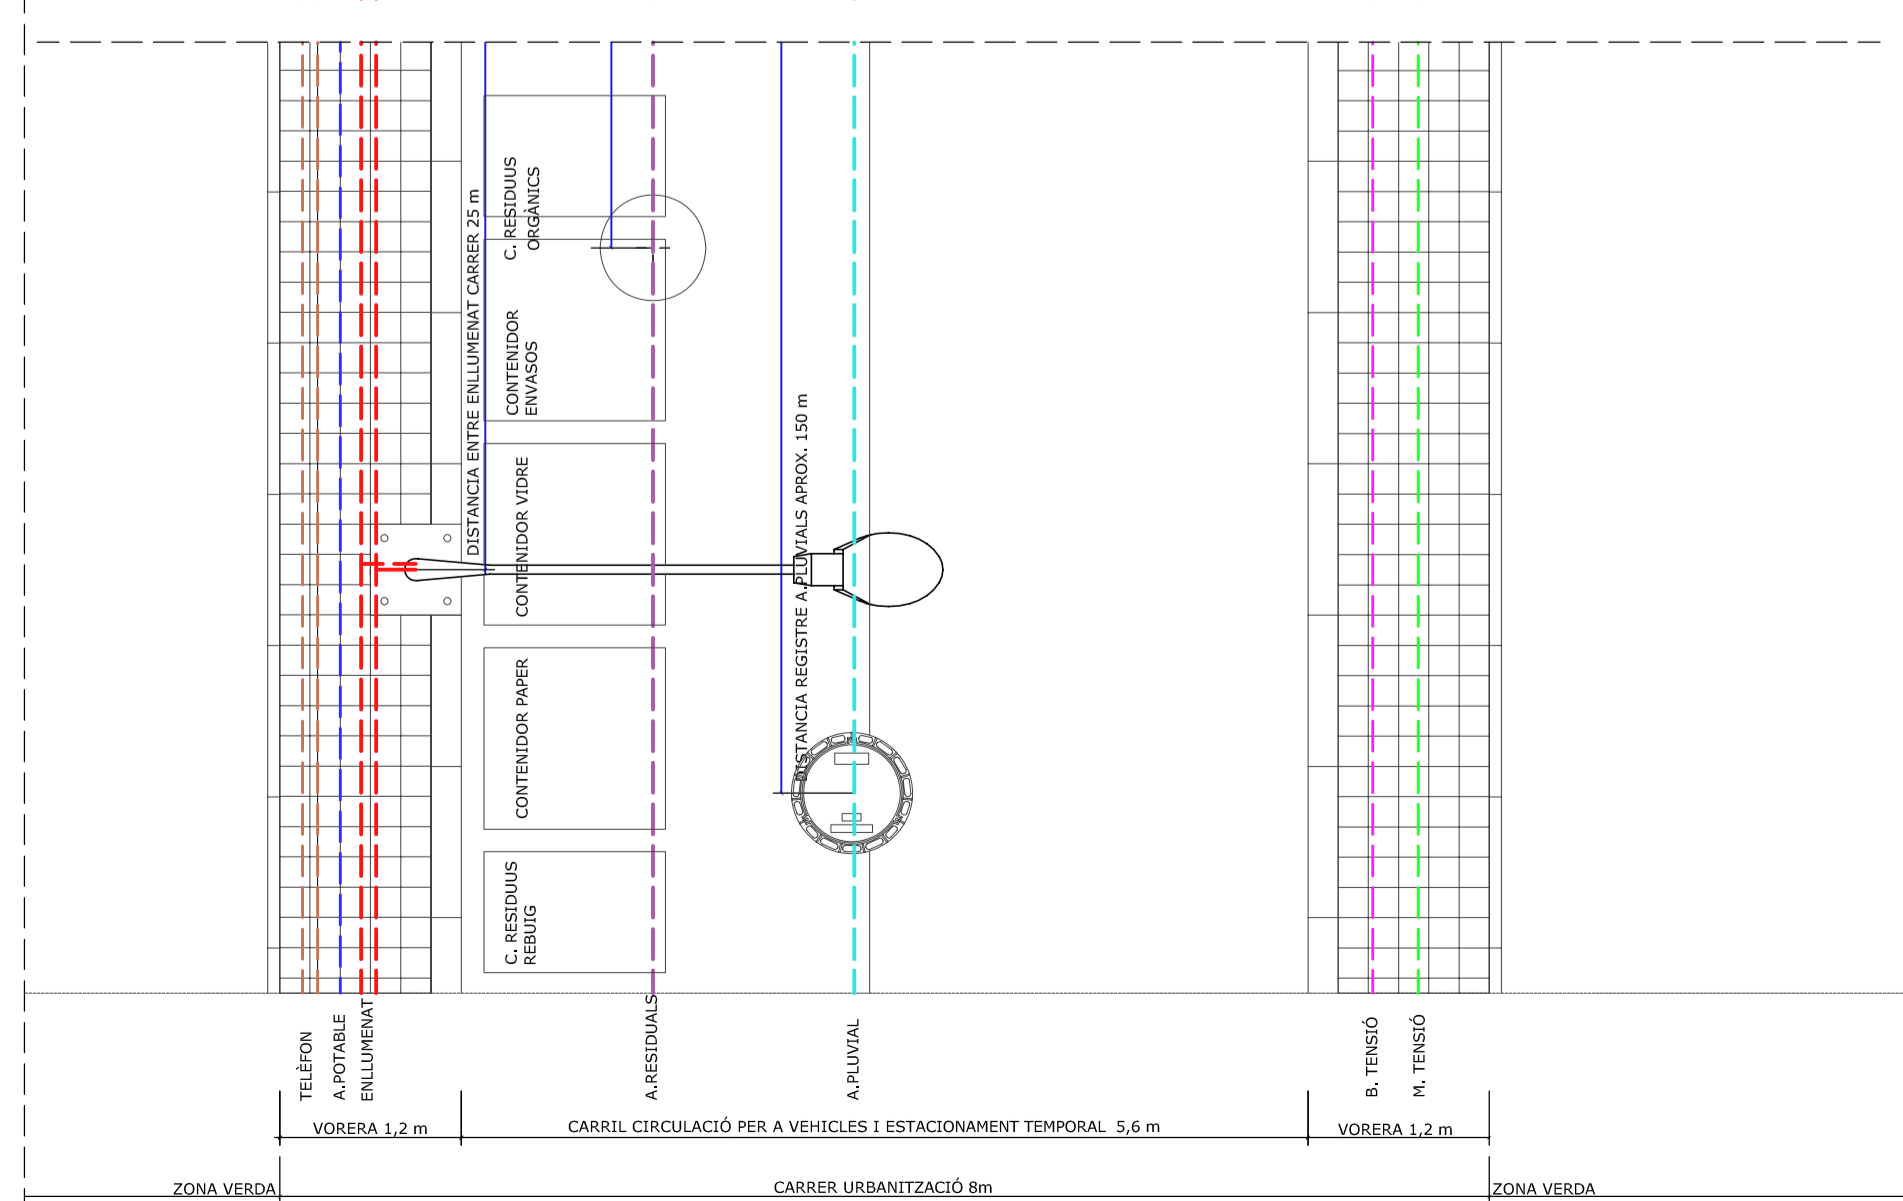 C. RESIDUUS
ORGÀNICS
DISTANCIA ENTRE ENLLUMENAT CARRER 25 m
CONTENIDOR
ENVASOS
CONTENIDOR VIDRE
DISTANCIA REGISTRE A.PLUVIALS APROX. 150 m
CONTENIDOR PAPER
C. RESIDUUS
REBUIG
TELÈFON
A.POTABLE
ENLLUMENAT
A.RESIDUALS
A.PLUVIAL
B. TENSIÓ
M. TENSIÓ
VORERA 1,2 m
CARRIL CIRCULACIÓ PER A VEHICLES I ESTACIONAMENT TEMPORAL 5,6 m
VORERA 1,2 m
ZONA VERDA
CARRER URBANITZACIÓ 8m
ZONA VERDA